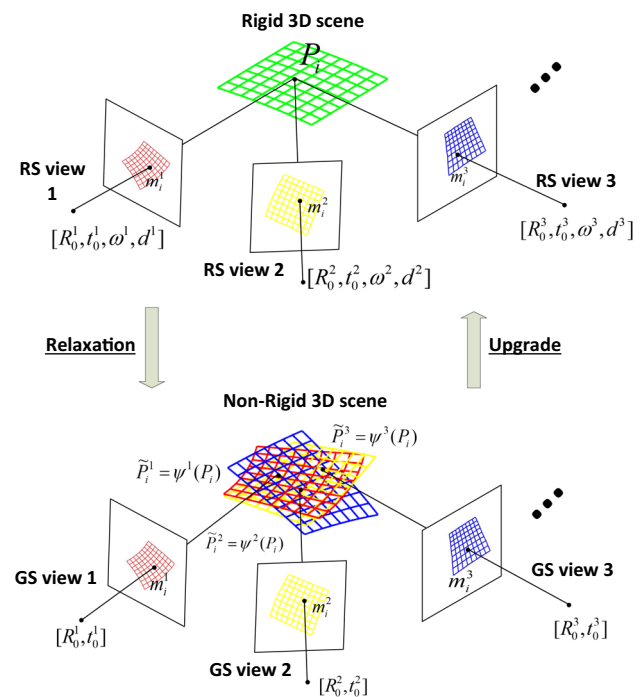 Rigid 3D scene
P_i
RS view 1
m_i^1
[R_0^1, t_0^1, ω^1, d^1]
RS view 2
m_i^2
[R_0^2, t_0^2, ω^2, d^2]
RS view 3
m_i^3
[R_0^3, t_0^3, ω^3, d^3]
Relaxation
Upgrade
Non-Rigid 3D scene
P̃_i^1 = ψ^1(P_i)
P̃_i^3 = ψ^3(P_i)
P̃_i^2 = ψ^2(P_i)
GS view 1
m_i^1
[R_0^1, t_0^1]
GS view 2
m_i^2
[R_0^2, t_0^2]
GS view 3
m_i^3
[R_0^3, t_0^3]